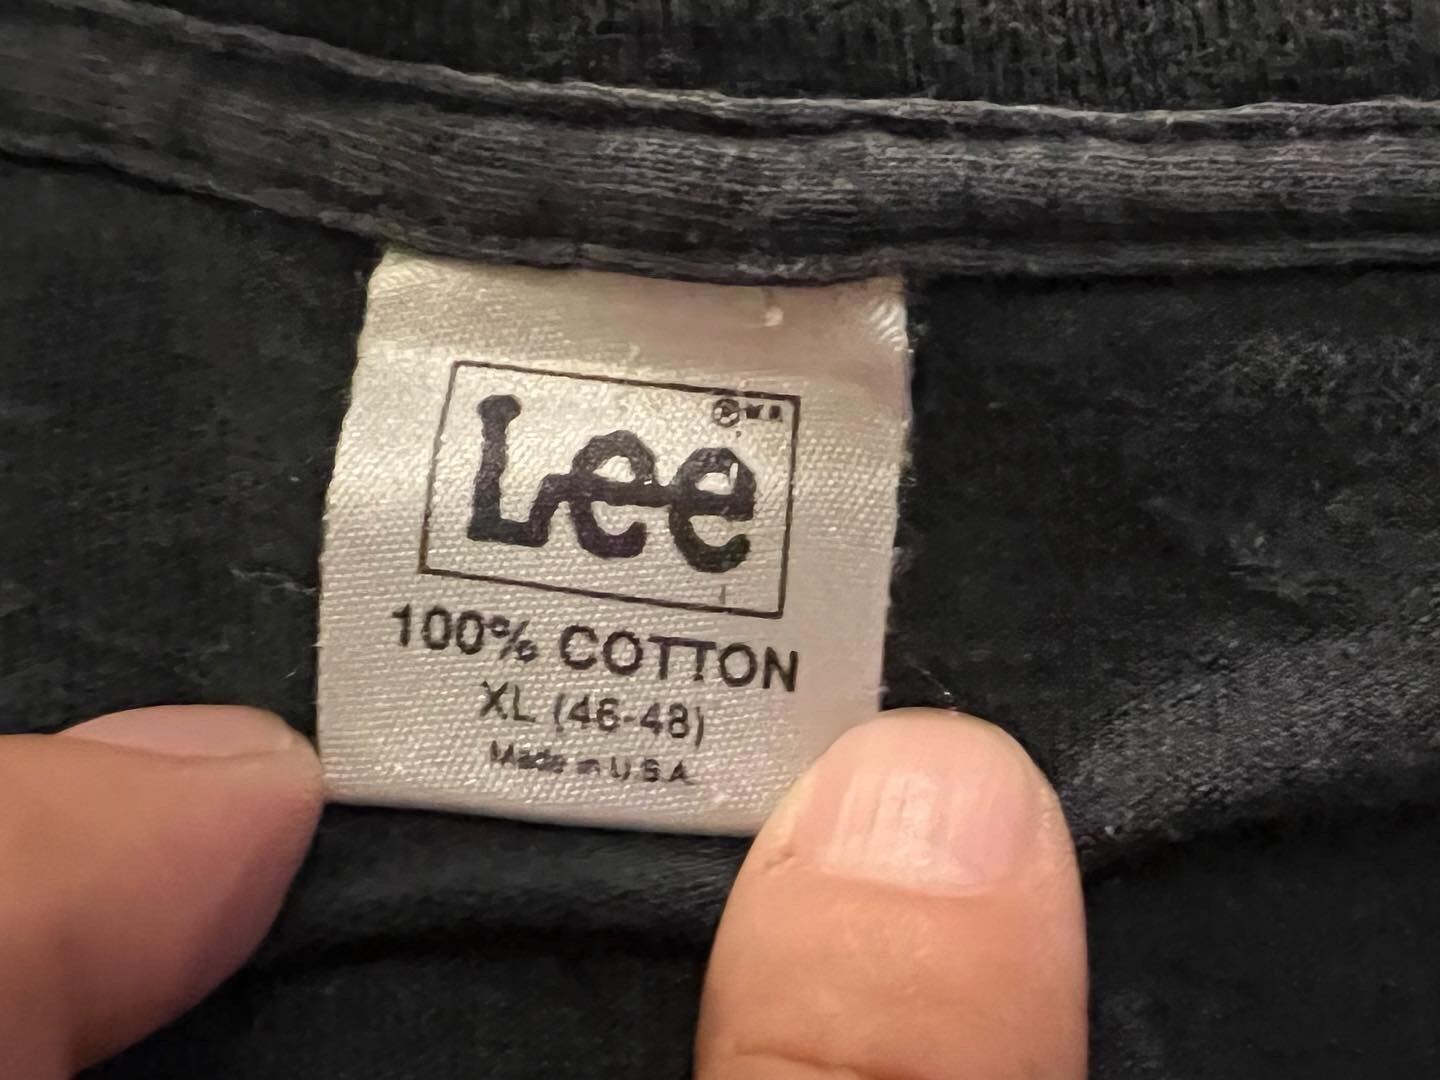 Lee ®M.R.
100% COTTON
XL (46-48)
Made in U.S.A.